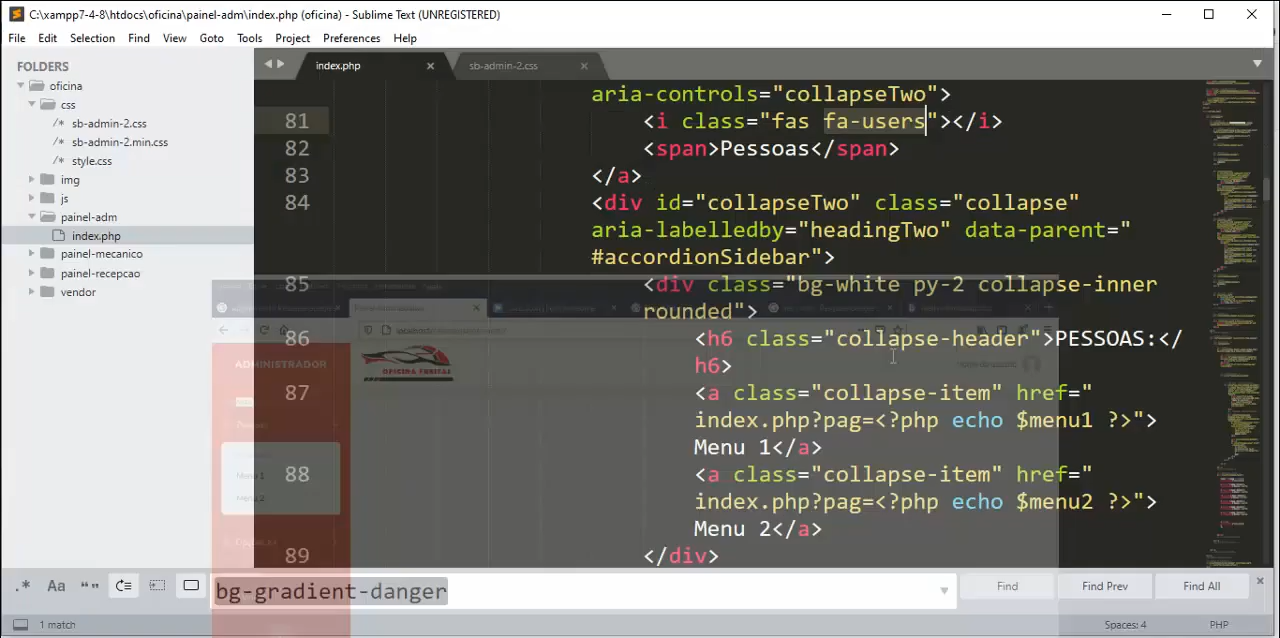 C:\xampp7-4-8\htdocs\oficina\painel-adm\index.php (oficina) - Sublime Text (UNREGISTERED)
File Edit Selection Find View Goto Tools Project Preferences Help
FOLDERS
oficina
css
/* sb-admin-2.css
/* sb-admin-2.min.css
/* style.css
img
js
painel-adm
index.php
painel-mecanico
painel-recepcao
vendor
index.php
sb-admin-2.css
aria-controls="collapseTwo">
81 <i class="fas fa-users"></i>
82 <span>Pessoas</span>
83 </a>
84 <div id="collapseTwo" class="collapse"
aria-labelledby="headingTwo" data-parent="
#accordionSidebar">
85 <div class="bg-white py-2 collapse-inner
rounded">
86 <h6 class="collapse-header">PESSOAS:</
h6>
87 <a class="collapse-item" href="
index.php?pag=<?php echo $menu1 ?>">
Menu 1</a>
88 <a class="collapse-item" href="
index.php?pag=<?php echo $menu2 ?>">
Menu 2</a>
89 </div>
ADMINISTRADOR
OFICINA
Menu 1
Menu 2
.* Aa “ ”
bg-gradient-danger
Find
Find Prev
Find All
1 match
Spaces: 4
PHP